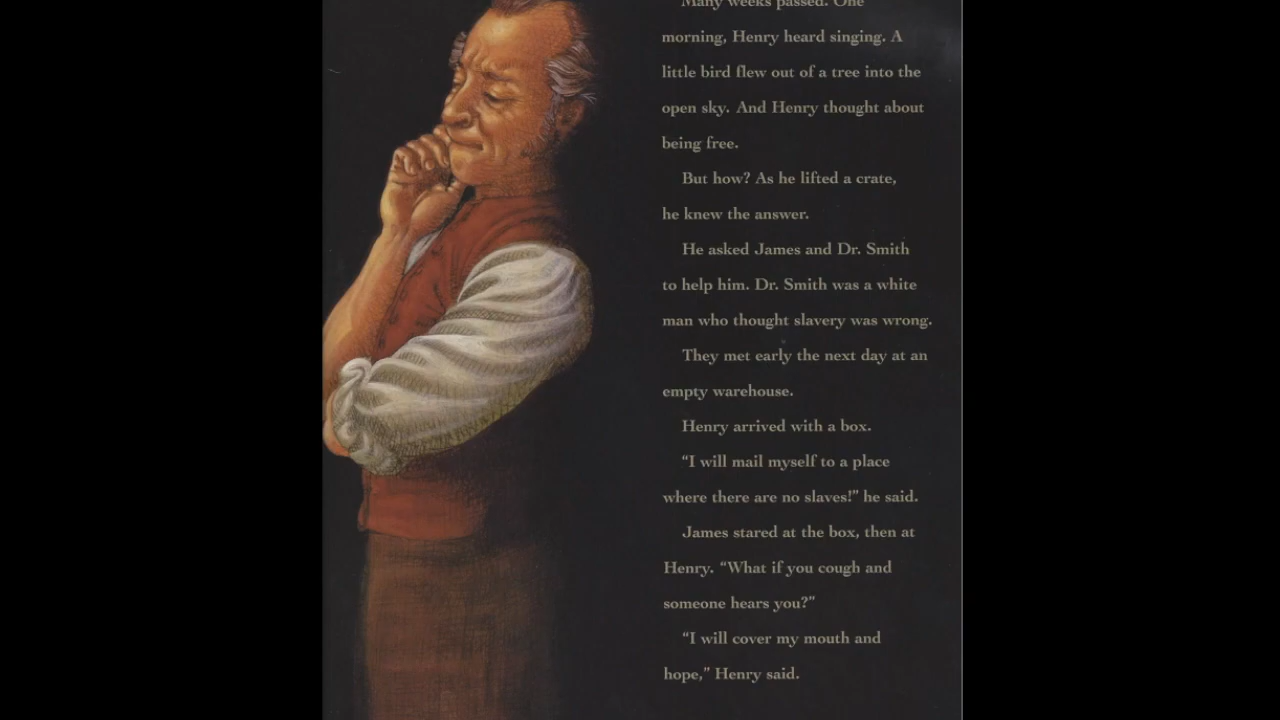 Many weeks passed. One
morning, Henry heard singing. A
little bird flew out of a tree into the
open sky. And Henry thought about
being free.
But how? As he lifted a crate,
he knew the answer.
He asked James and Dr. Smith
to help him. Dr. Smith was a white
man who thought slavery was wrong.
They met early the next day at an
empty warehouse.
Henry arrived with a box.
“I will mail myself to a place
where there are no slaves!” he said.
James stared at the box, then at
Henry. “What if you cough and
someone hears you?”
“I will cover my mouth and
hope,” Henry said.